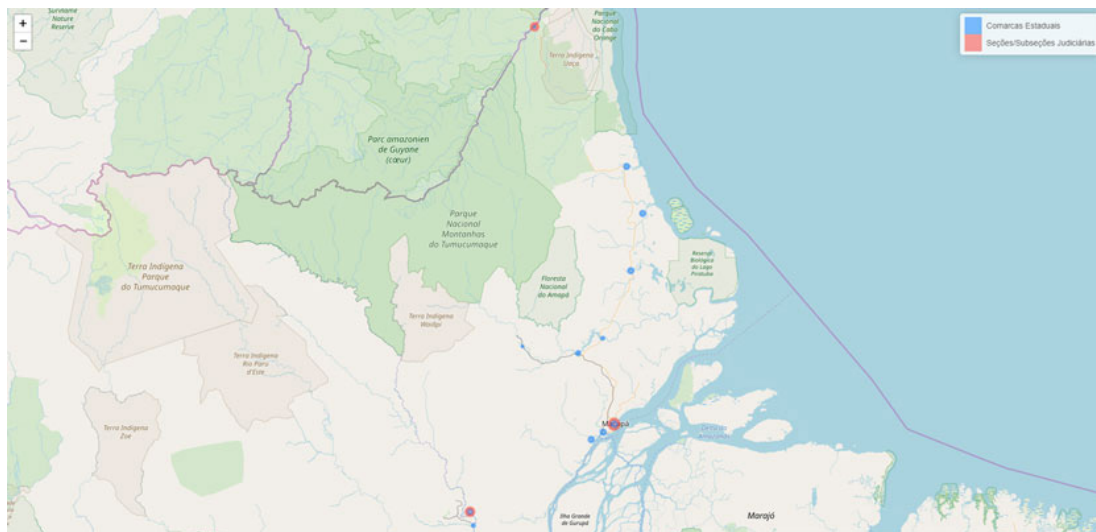 Suriname
Nature
Reserve
Parque
Nacional
do Cabo
Orange
+
−
Comarcas Estaduais
Seções/Subseções Judiciárias
Terra Indígena
Uaçá
Parc amazonien
de Guyane
(cœur)
Parque
Nacional
Montanhas
do Tumucumaque
Terra Indígena
Parque
do Tumucumaque
Reserva
Biológica
do Lago
Piratuba
Floresta
Nacional
do Amapá
Terra Indígena
Waiãpi
Terra Indígena
Rio Paru
d'Este
Terra Indígena
Zoe
Macapá
Delta do
Amazonas
Ilha Grande
de Gurupá
Marajó